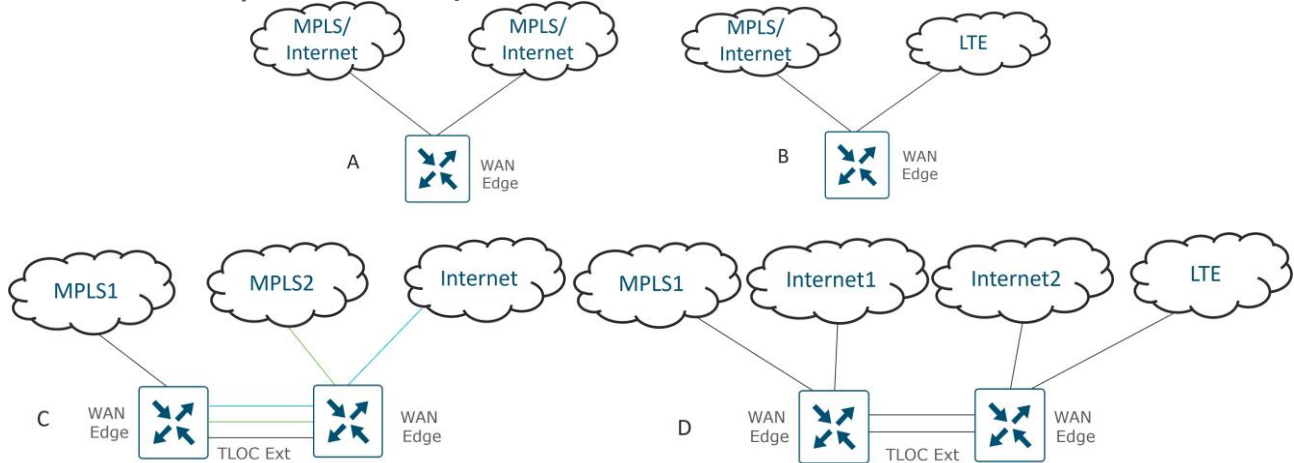 MPLS/
Internet
MPLS/
Internet
A
WAN
Edge
MPLS/
Internet
LTE
B
WAN
Edge
MPLS1
MPLS2
Internet
C
WAN
Edge
TLOC Ext
WAN
Edge
MPLS1
Internet1
Internet2
LTE
D
WAN
Edge
TLOC Ext
WAN
Edge